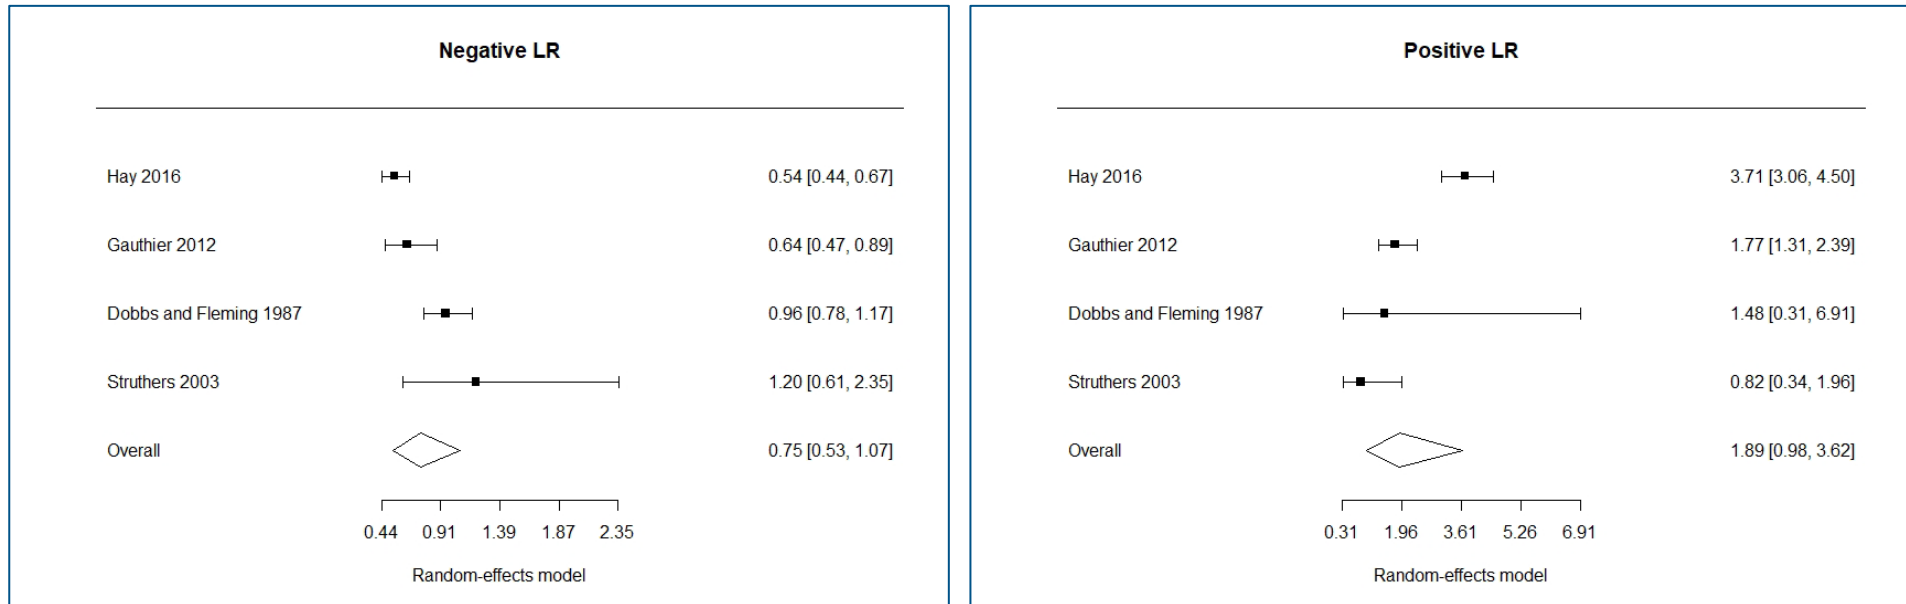 Negative LR
Hay 2016 0.54 [0.44, 0.67]
Gauthier 2012 0.64 [0.47, 0.89]
Dobbs and Fleming 1987 0.96 [0.78, 1.17]
Struthers 2003 1.20 [0.61, 2.35]
Overall 0.75 [0.53, 1.07]
0.44 0.91 1.39 1.87 2.35
Random-effects model
Positive LR
Hay 2016 3.71 [3.06, 4.50]
Gauthier 2012 1.77 [1.31, 2.39]
Dobbs and Fleming 1987 1.48 [0.31, 6.91]
Struthers 2003 0.82 [0.34, 1.96]
Overall 1.89 [0.98, 3.62]
0.31 1.96 3.61 5.26 6.91
Random-effects model